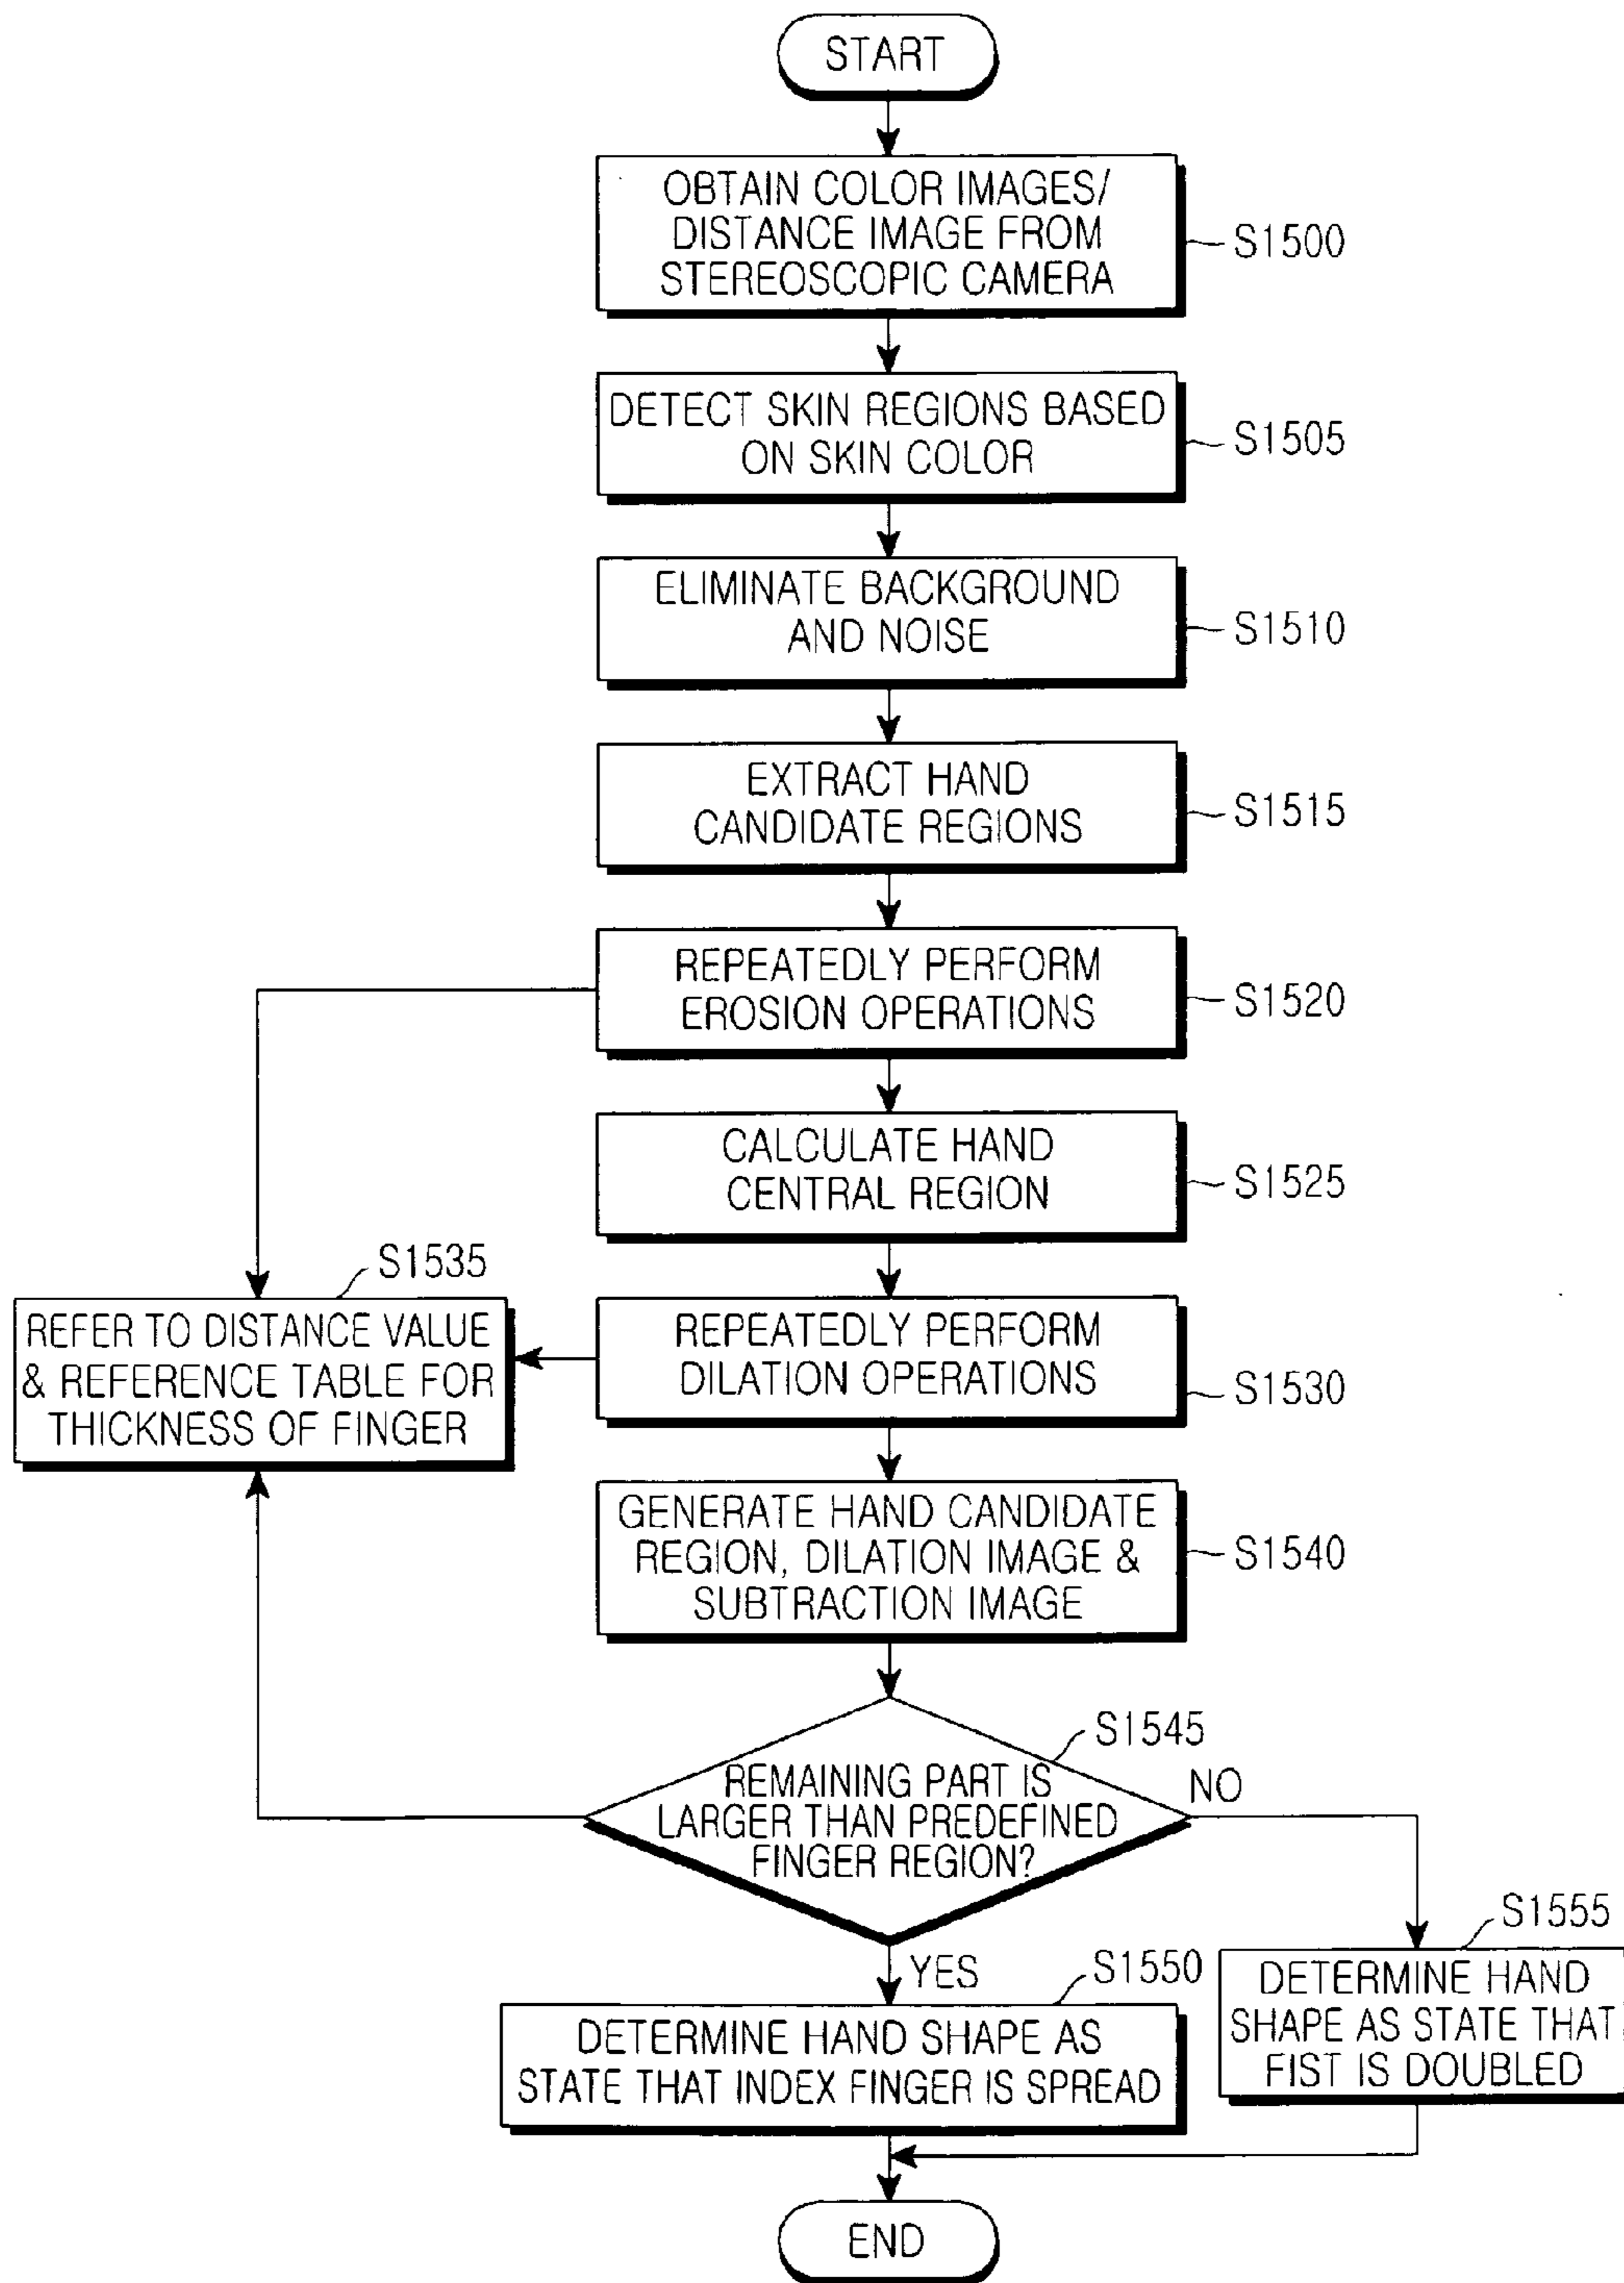 START
OBTAIN COLOR IMAGES/
DISTANCE IMAGE FROM
STEREOSCOPIC CAMERA
S1500
DETECT SKIN REGIONS BASED
ON SKIN COLOR
S1505
ELIMINATE BACKGROUND
AND NOISE
S1510
EXTRACT HAND
CANDIDATE REGIONS
S1515
REPEATEDLY PERFORM
EROSION OPERATIONS
S1520
CALCULATE HAND
CENTRAL REGION
S1525
S1535
REFER TO DISTANCE VALUE
& REFERENCE TABLE FOR
THICKNESS OF FINGER
REPEATEDLY PERFORM
DILATION OPERATIONS
S1530
GENERATE HAND CANDIDATE
REGION, DILATION IMAGE &
SUBTRACTION IMAGE
S1540
S1545
REMAINING PART IS
LARGER THAN PREDEFINED
FINGER REGION?
NO
YES
S1550
DETERMINE HAND SHAPE AS
STATE THAT INDEX FINGER IS SPREAD
S1555
DETERMINE HAND
SHAPE AS STATE THAT
FIST IS DOUBLED
END